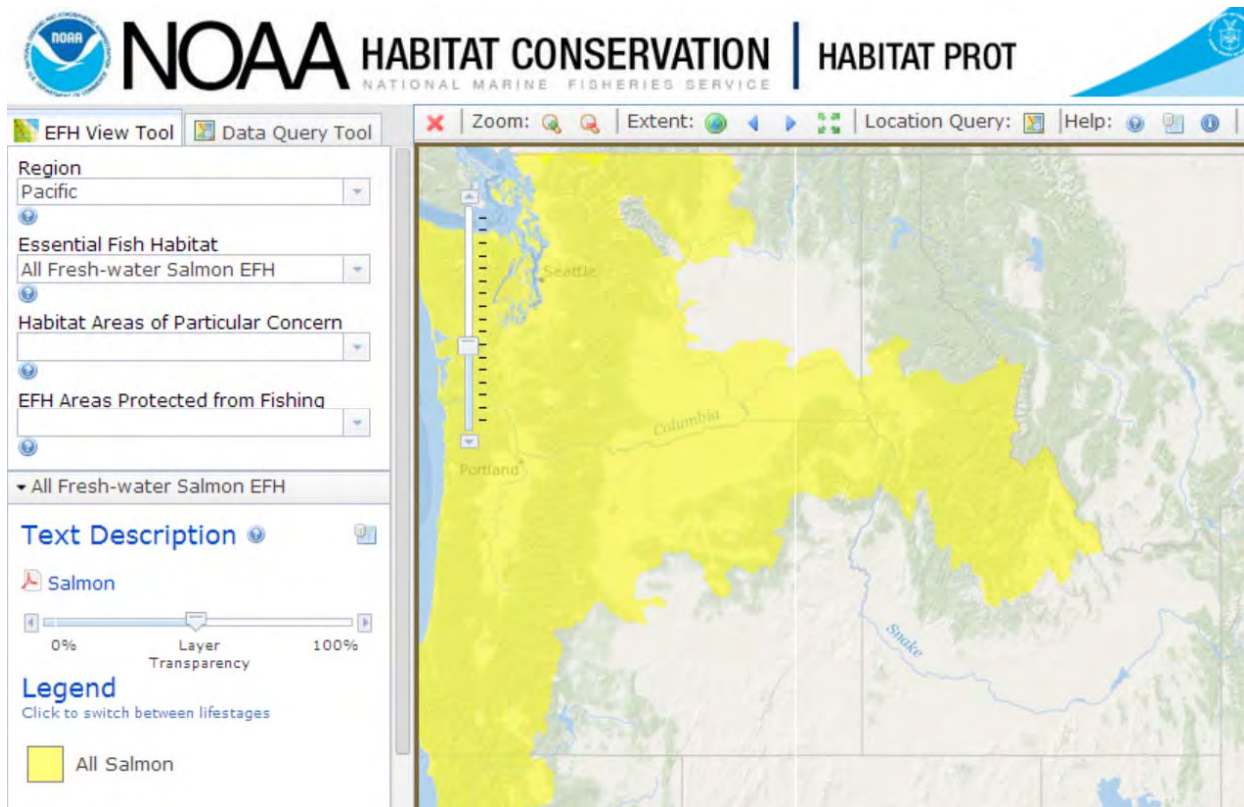 NOAA
NOAA HABITAT CONSERVATION | HABITAT PROT
NATIONAL MARINE FISHERIES SERVICE
EFH View Tool
Data Query Tool
Zoom: | Extent: | Location Query: | Help: |
Region
Pacific
Essential Fish Habitat
All Fresh-water Salmon EFH
Habitat Areas of Particular Concern
EFH Areas Protected from Fishing
All Fresh-water Salmon EFH
Text Description
Salmon
0% Layer Transparency 100%
Legend
Click to switch between lifestages
All Salmon
Seattle
Columbia
Portland
Snake